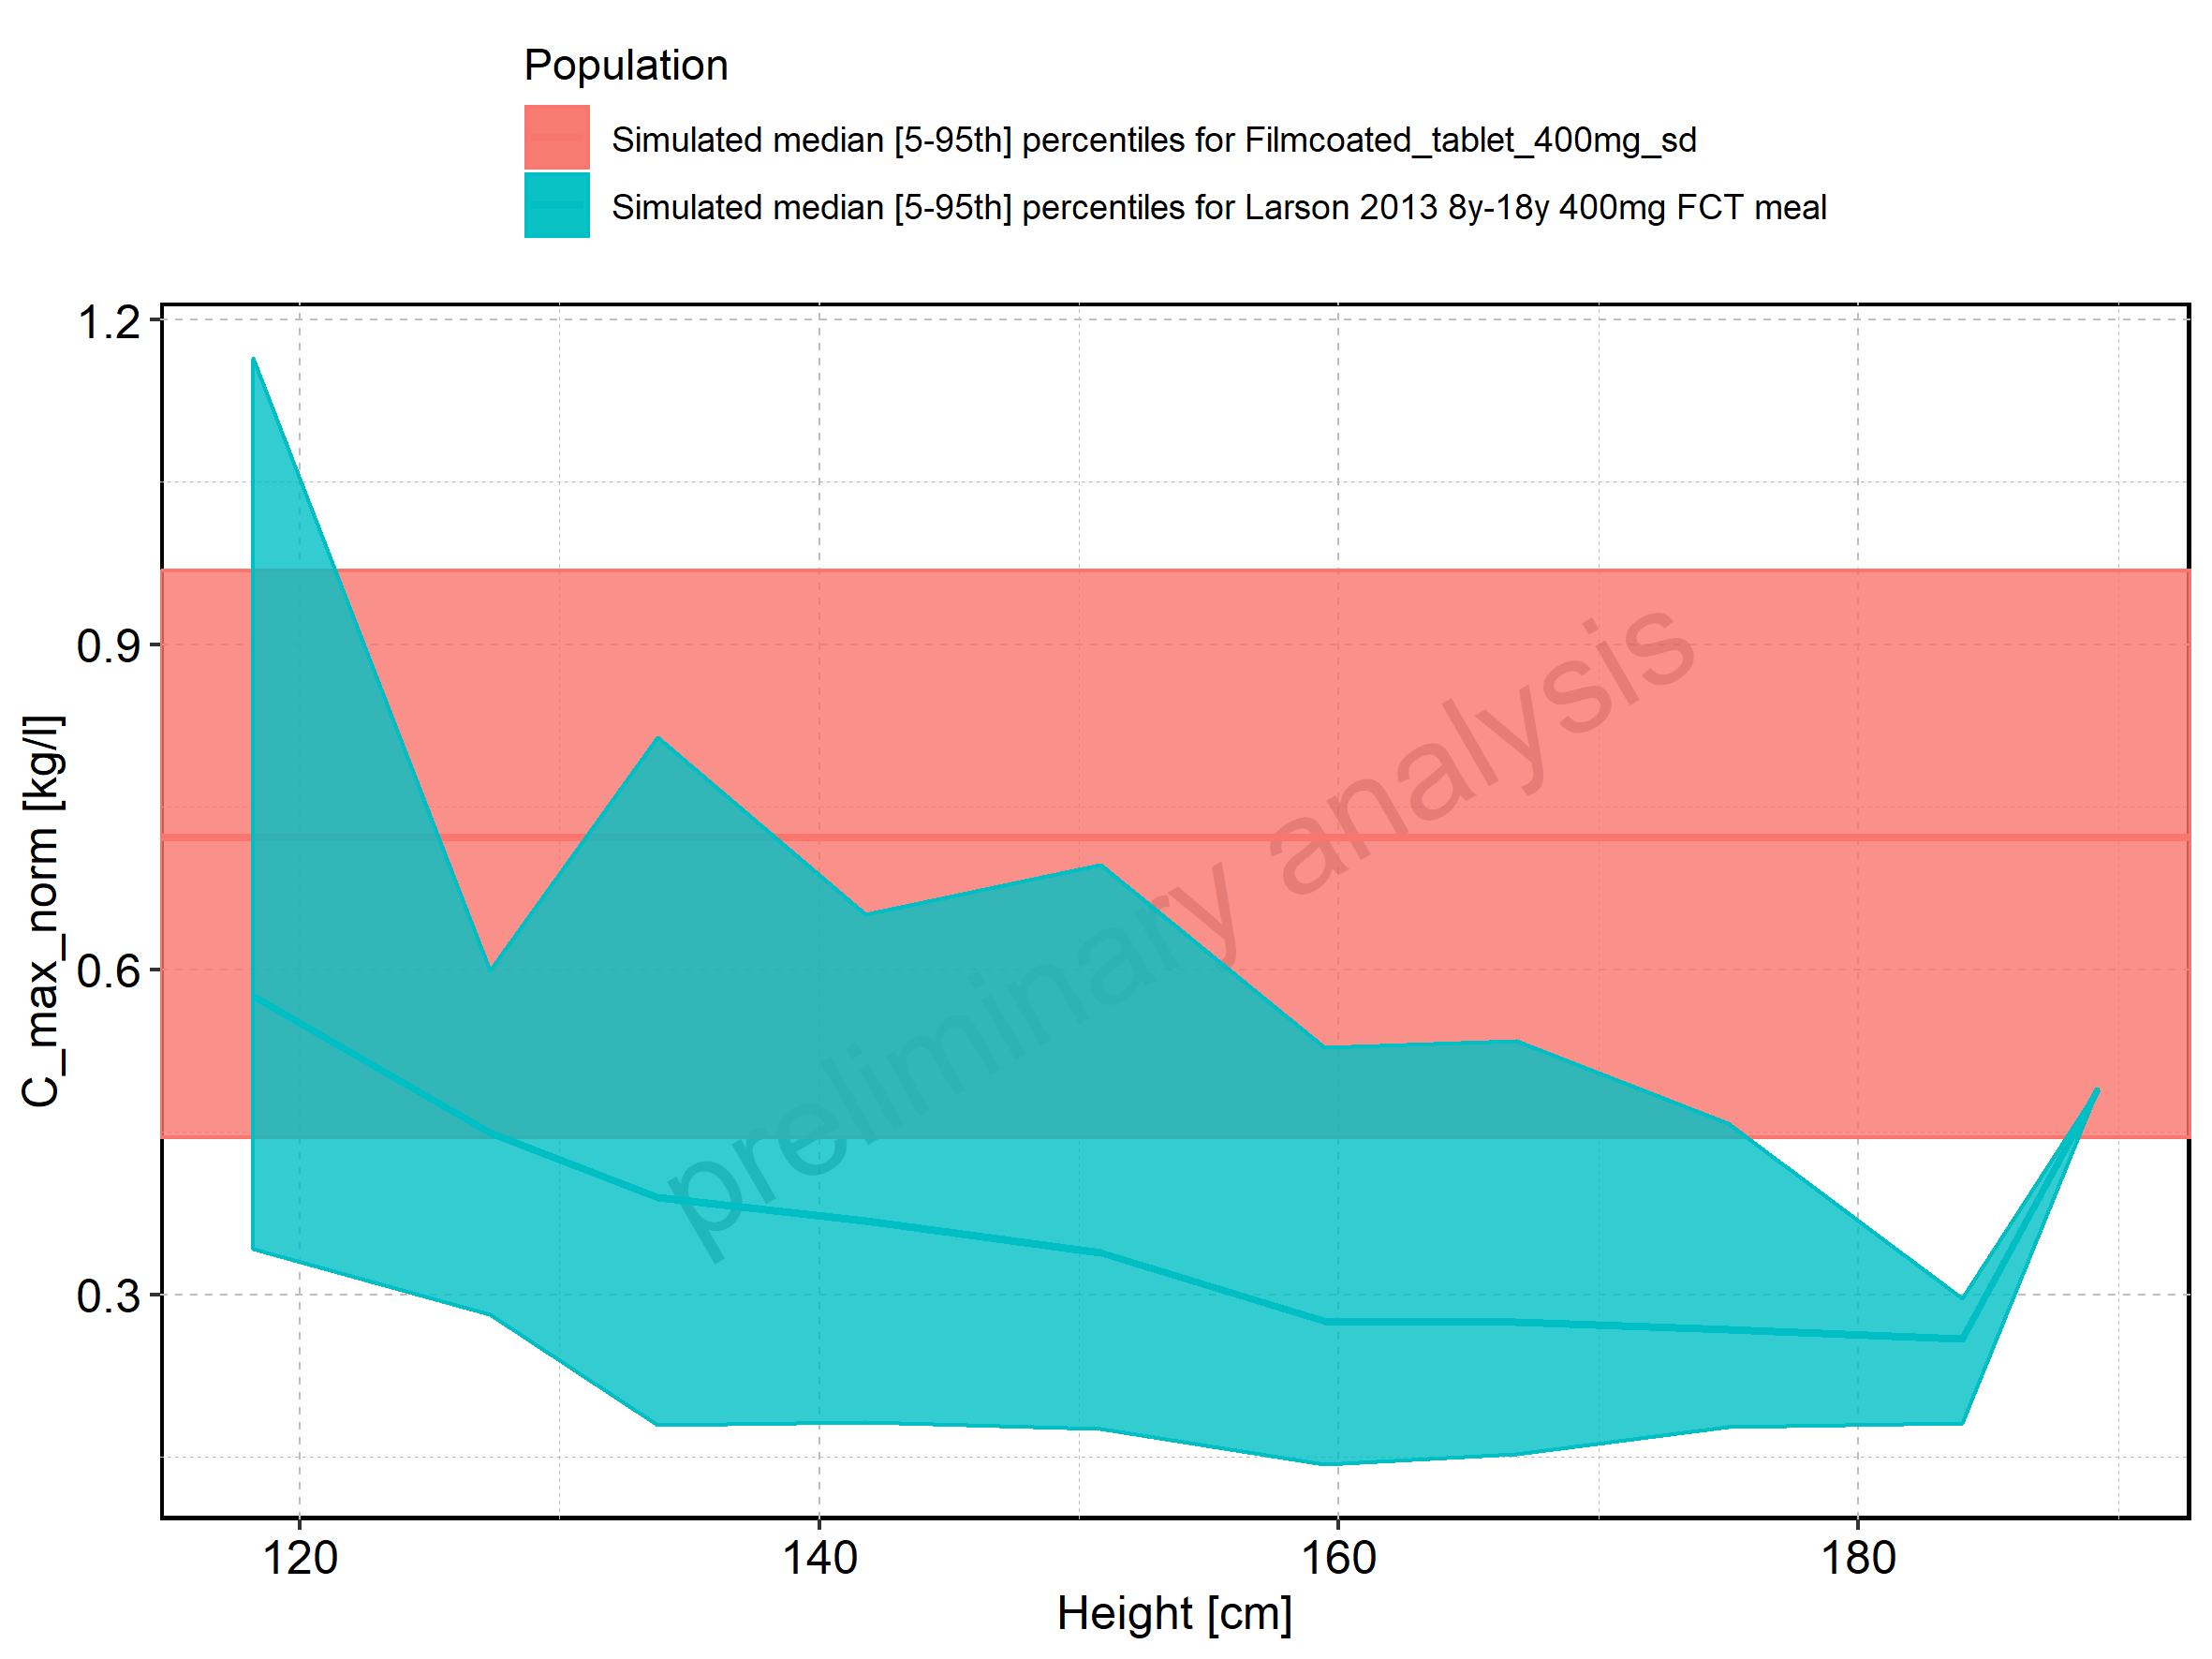 Population
Simulated median [5-95th] percentiles for Filmcoated_tablet_400mg_sd
Simulated median [5-95th] percentiles for Larson 2013 8y-18y 400mg FCT meal
1.2
0.9
0.6
0.3
C_max_norm [kg/l]
preliminary analysis
120 140 160 180
Height [cm]